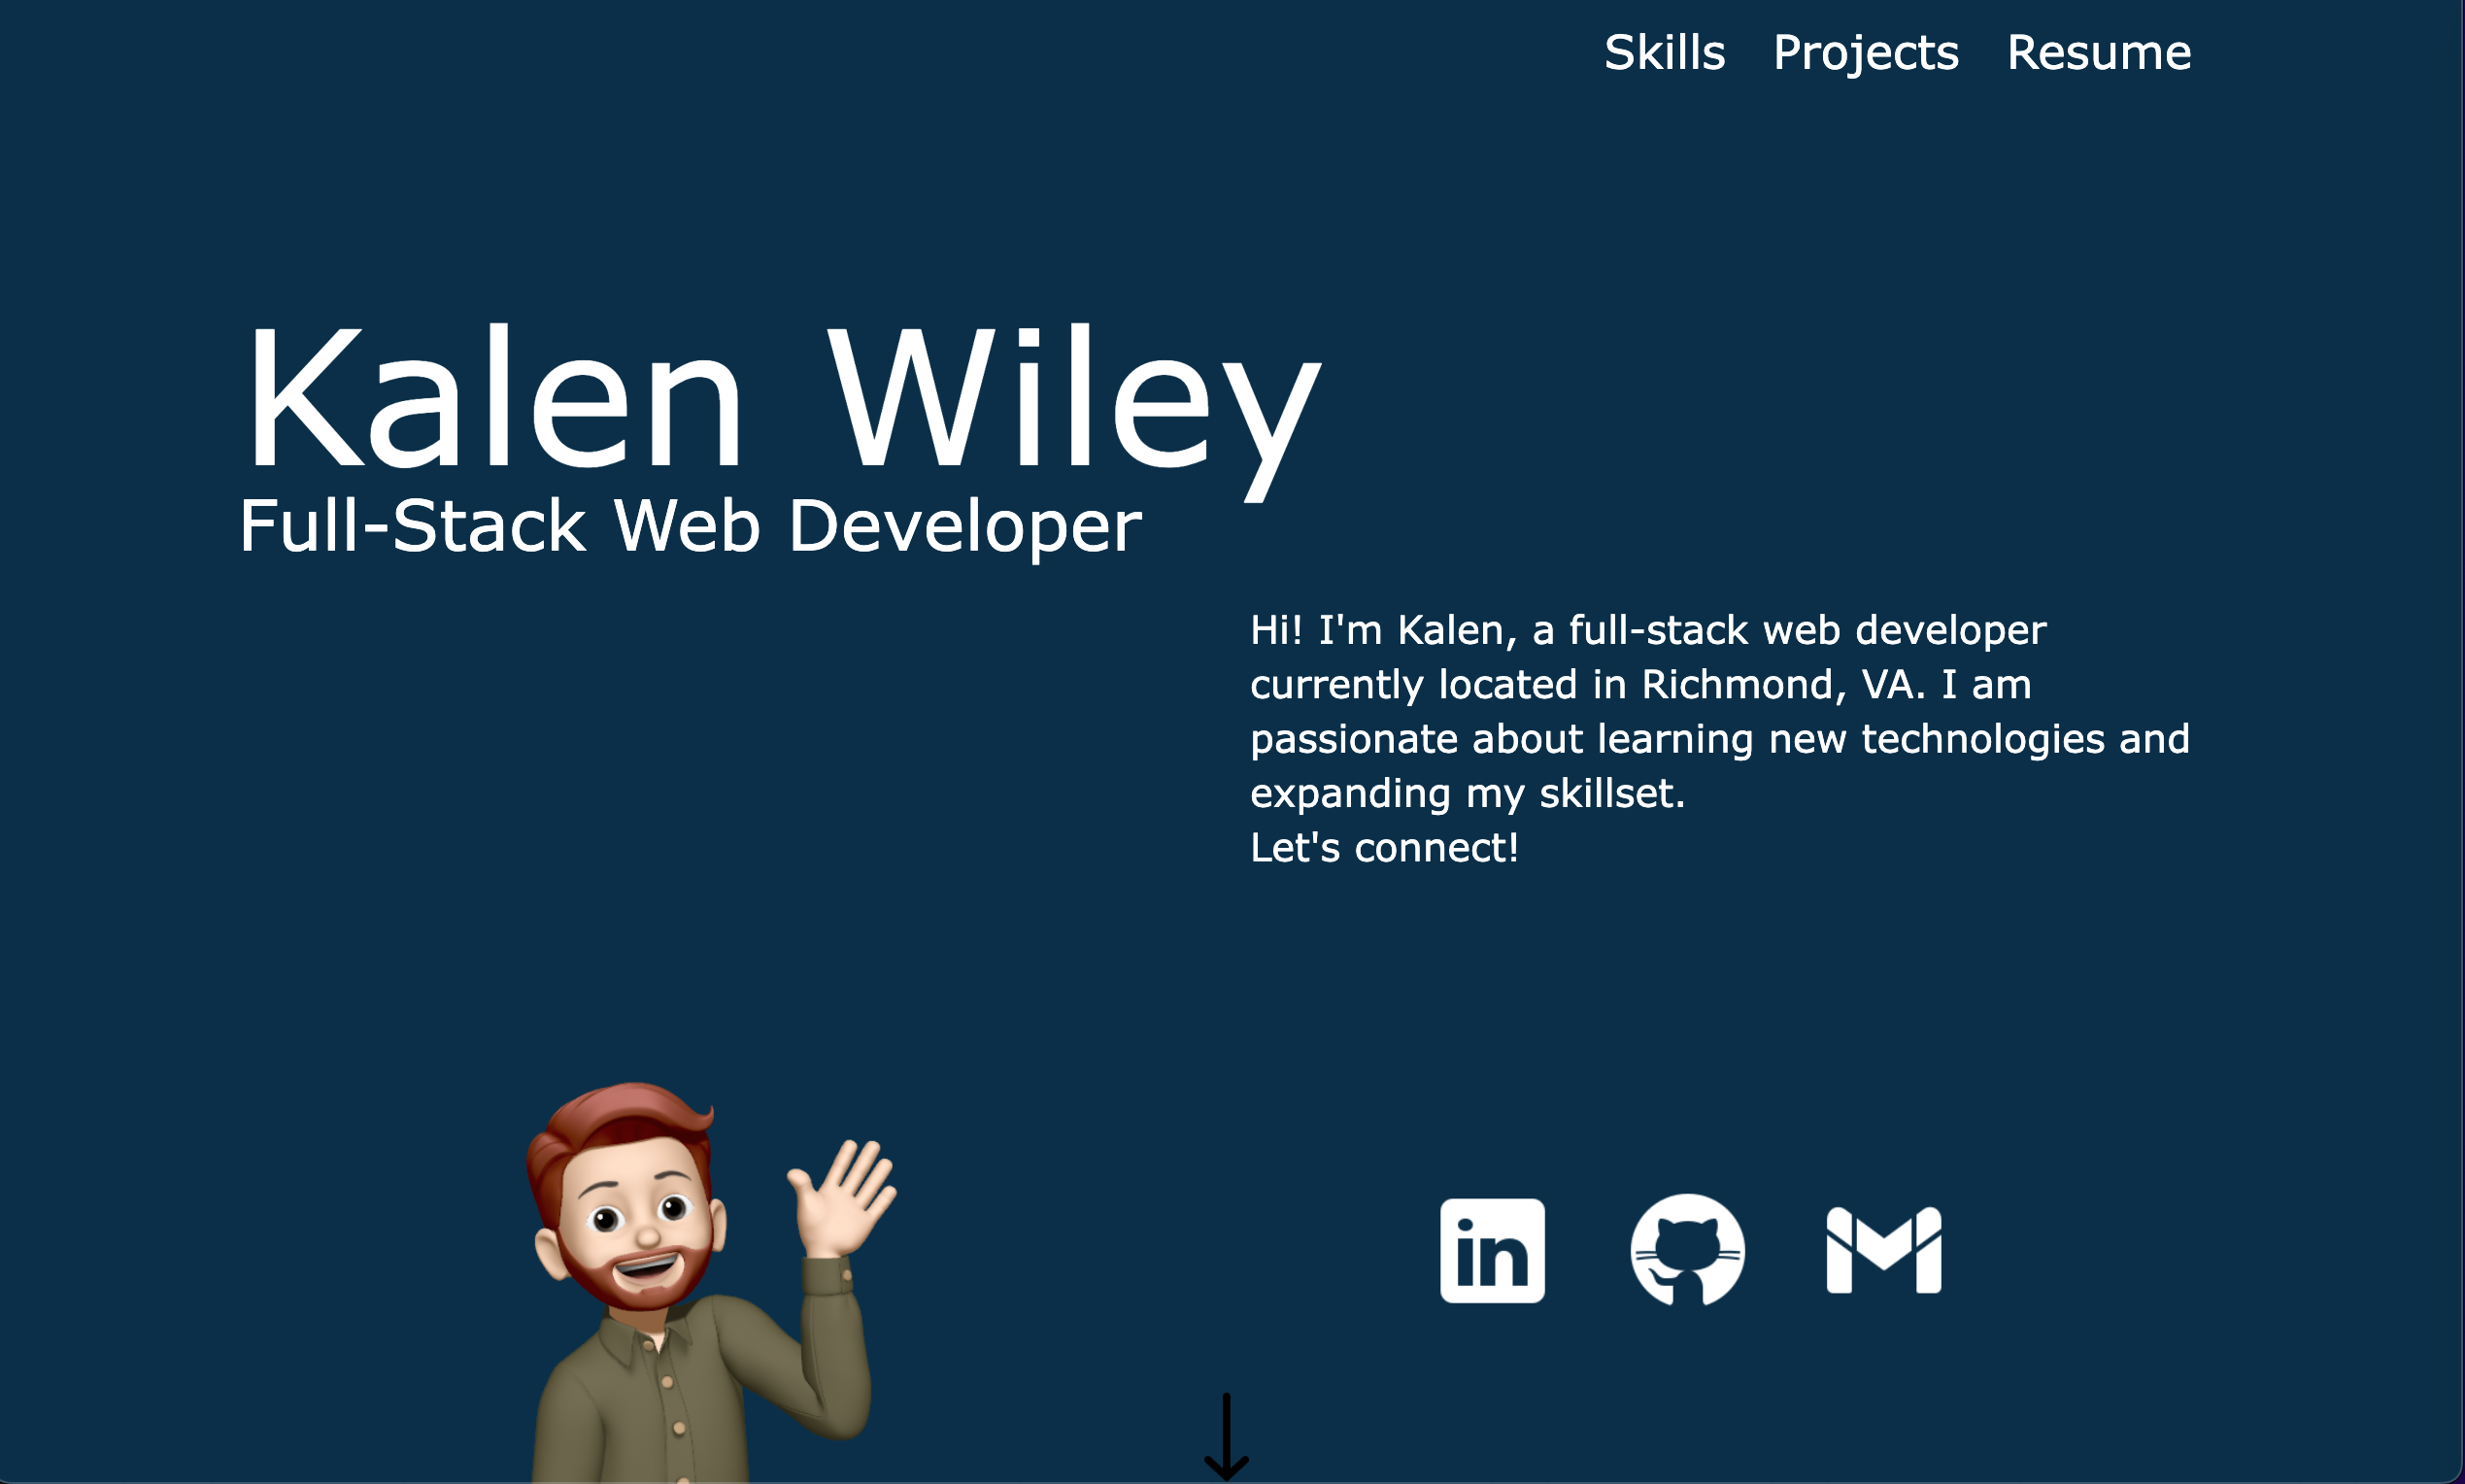 Skills Projects Resume
Kalen Wiley
Full-Stack Web Developer
Hi! I'm Kalen, a full-stack web developer
currently located in Richmond, VA. I am
passionate about learning new technologies and
expanding my skillset.
Let's connect!
in